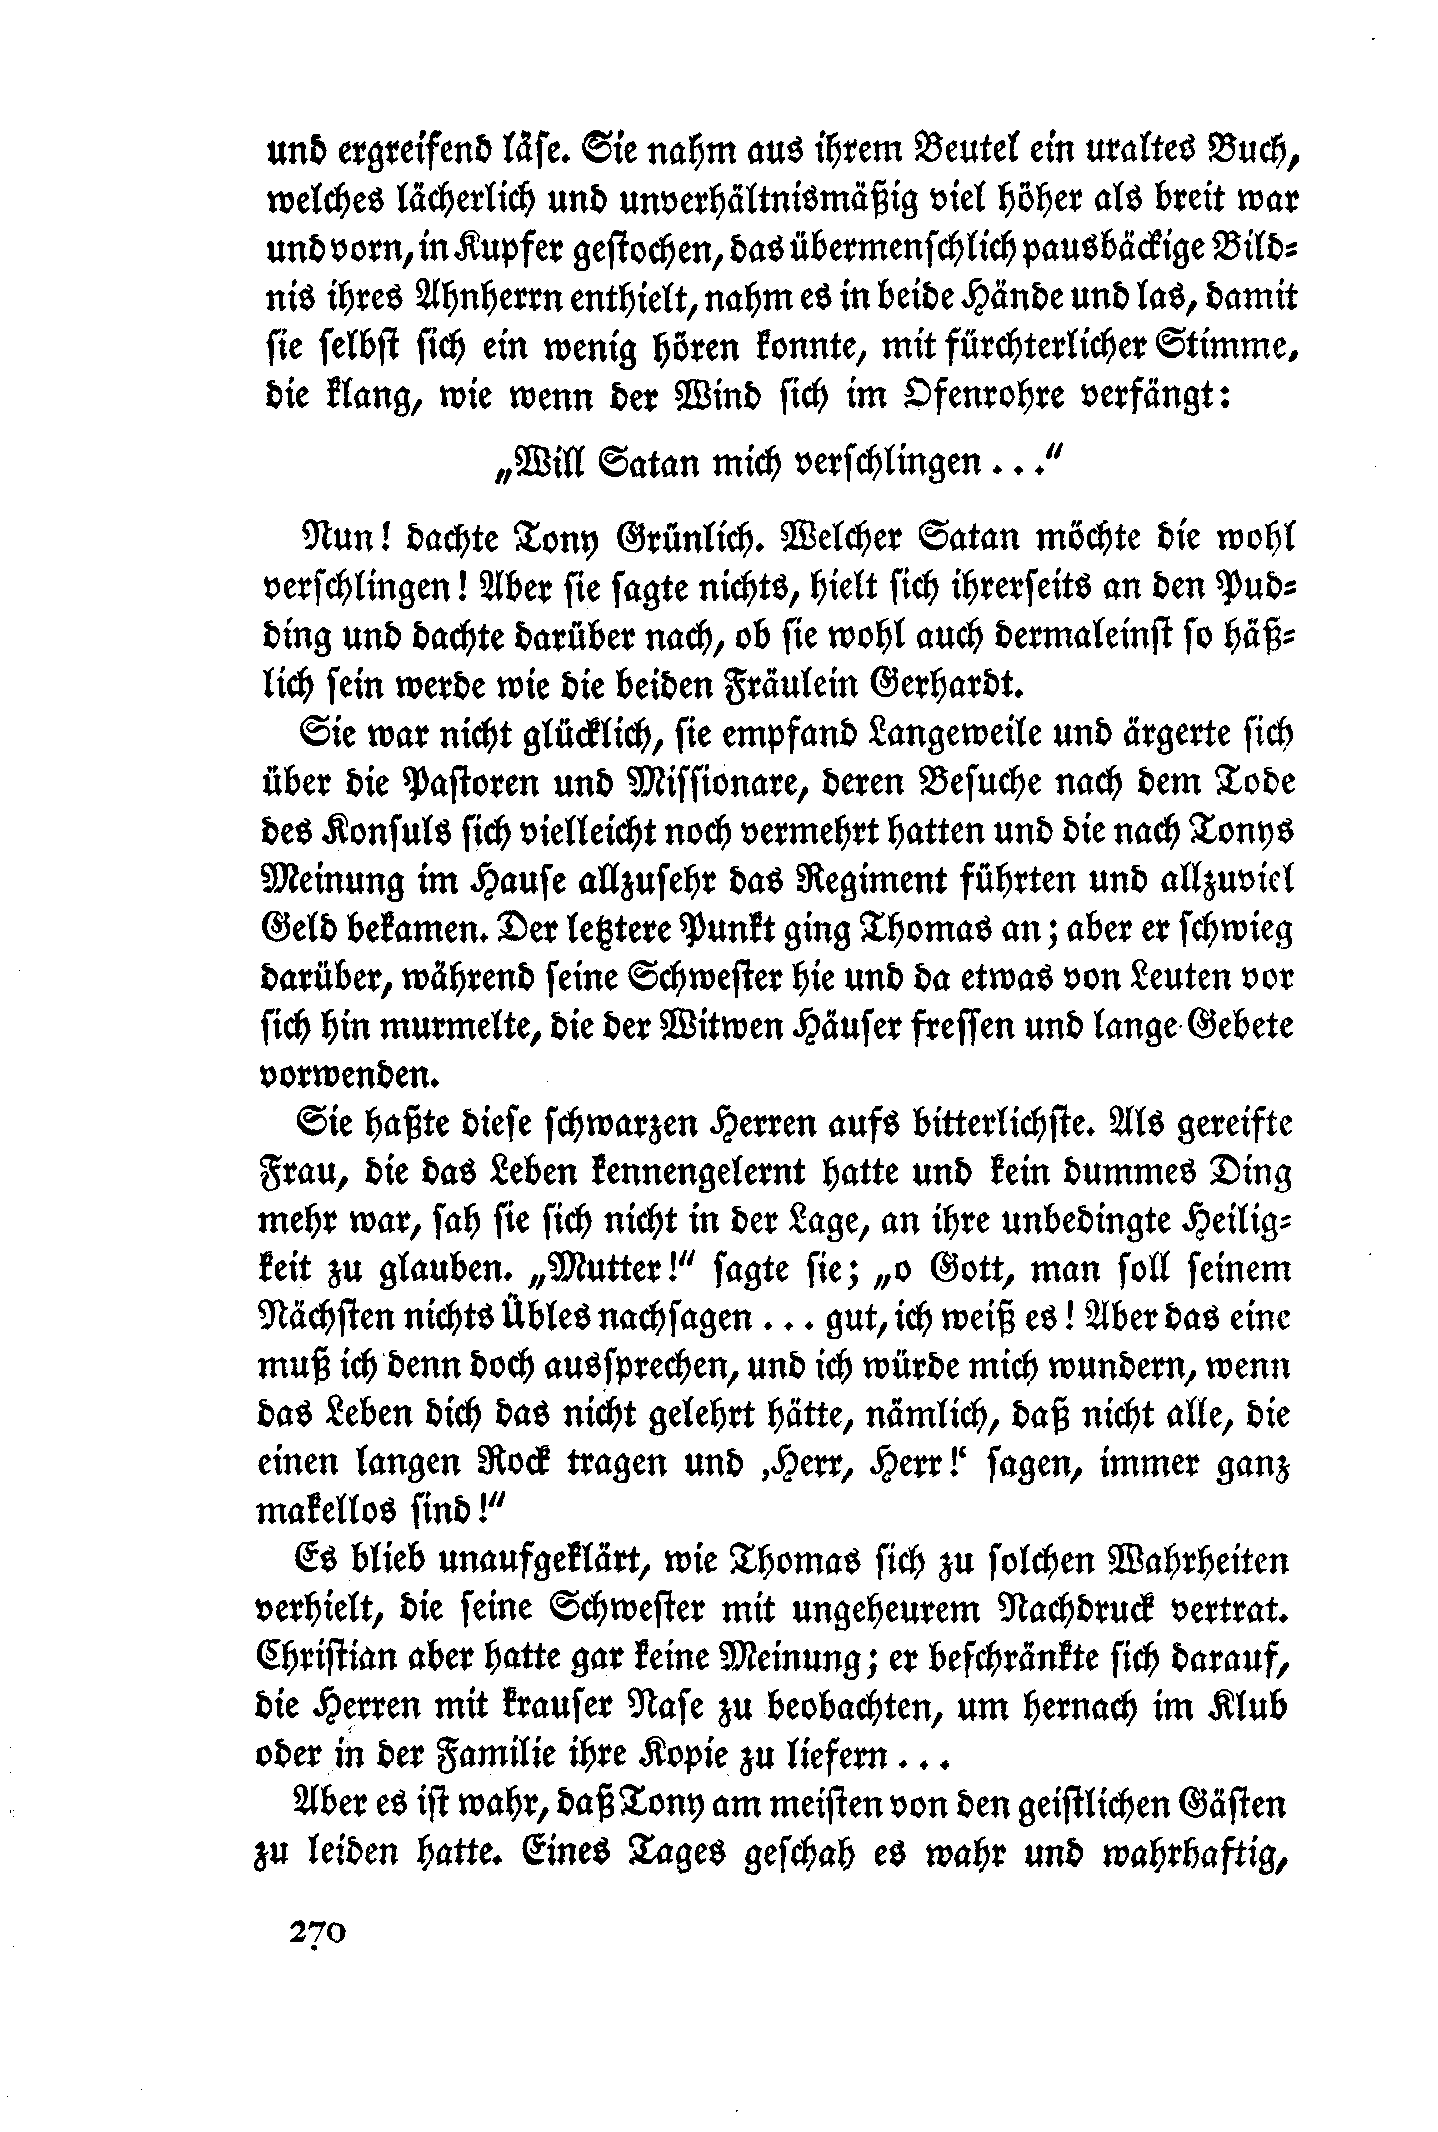 und ergreifend läse. Sie nahm aus ihrem Beutel ein uraltes Buch,
welches lächerlich und unverhältnismäßig viel höher als breit war
und vorn, in Kupfer gestochen, das übermenschlich pausbäckige Bild-
nis ihres Ahnherrn enthielt, nahm es in beide Hände und las, damit
sie selbst sich ein wenig hören konnte, mit fürchterlicher Stimme,
die klang, wie wenn der Wind sich im Ofenrohre verfängt:
„Will Satan mich verschlingen . . .“
Nun! dachte Tony Grünlich. Welcher Satan möchte die wohl
verschlingen! Aber sie sagte nichts, hielt sich ihrerseits an den Pud-
ding und dachte darüber nach, ob sie wohl auch dermaleinst so häß-
lich sein werde wie die beiden Fräulein Gerhardt.
Sie war nicht glücklich, sie empfand Langeweile und ärgerte sich
über die Pastoren und Missionare, deren Besuche nach dem Tode
des Konsuls sich vielleicht noch vermehrt hatten und die nach Tonys
Meinung im Hause allzusehr das Regiment führten und allzuviel
Geld bekamen. Der letztere Punkt ging Thomas an; aber er schwieg
darüber, während seine Schwester hie und da etwas von Leuten vor
sich hin murmelte, die der Witwen Häuser fressen und lange Gebete
vorwenden.
Sie haßte diese schwarzen Herren aufs bitterlichste. Als gereifte
Frau, die das Leben kennengelernt hatte und kein dummes Ding
mehr war, sah sie sich nicht in der Lage, an ihre unbedingte Heilig-
keit zu glauben. „Mutter!“ sagte sie; „o Gott, man soll seinem
Nächsten nichts Übles nachsagen . . . gut, ich weiß es! Aber das eine
muß ich denn doch aussprechen, und ich würde mich wundern, wenn
das Leben dich das nicht gelehrt hätte, nämlich, daß nicht alle, die
einen langen Rock tragen und ‚Herr, Herr!‘ sagen, immer ganz
makellos sind!“
Es blieb unaufgeklärt, wie Thomas sich zu solchen Wahrheiten
verhielt, die seine Schwester mit ungeheurem Nachdruck vertrat.
Christian aber hatte gar keine Meinung; er beschränkte sich darauf,
die Herren mit krauser Nase zu beobachten, um hernach im Klub
oder in der Familie ihre Kopie zu liefern . . .
Aber es ist wahr, daß Tony am meisten von den geistlichen Gästen
zu leiden hatte. Eines Tages geschah es wahr und wahrhaftig,
270